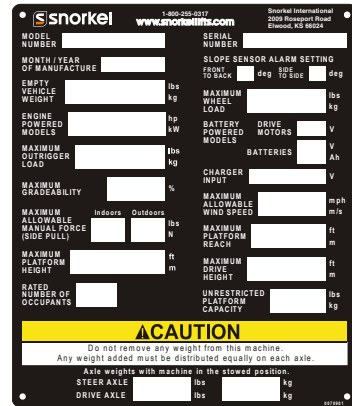 snorkel
1-800-255-0317
www.snorkellifts.com
Snorkel International
2009 Roseport Road
Elwood, KS 66024
MODEL
NUMBER
SERIAL
NUMBER
MONTH / YEAR
OF MANUFACTURE
SLOPE SENSOR ALARM SETTING
FRONT
TO BACK
deg
SIDE
TO SIDE
deg
EMPTY
VEHICLE
WEIGHT
lbs
kg
MAXIMUM
WHEEL
LOAD
lbs
kg
ENGINE
POWERED
MODELS
hp
kW
BATTERY
POWERED
MODELS
DRIVE
MOTORS
V
BATTERIES
V
Ah
MAXIMUM
OUTRIGGER
LOAD
lbs
kg
CHARGER
INPUT
V
MAXIMUM
GRADEABILITY
%
MAXIMUM
ALLOWABLE
WIND SPEED
mph
m/s
MAXIMUM
ALLOWABLE
MANUAL FORCE
(SIDE PULL)
Indoors
Outdoors
lbs
N
MAXIMUM
PLATFORM
REACH
ft
m
MAXIMUM
PLATFORM
HEIGHT
ft
m
MAXIMUM
DRIVE
HEIGHT
ft
m
RATED
NUMBER OF
OCCUPANTS
UNRESTRICTED
PLATFORM
CAPACITY
lbs
kg
CAUTION
Do not remove any weight from this machine.
Any weight added must be distributed equally on each axle.
Axle weights with machine in the stowed position.
STEER AXLE lbs kg
DRIVE AXLE lbs kg